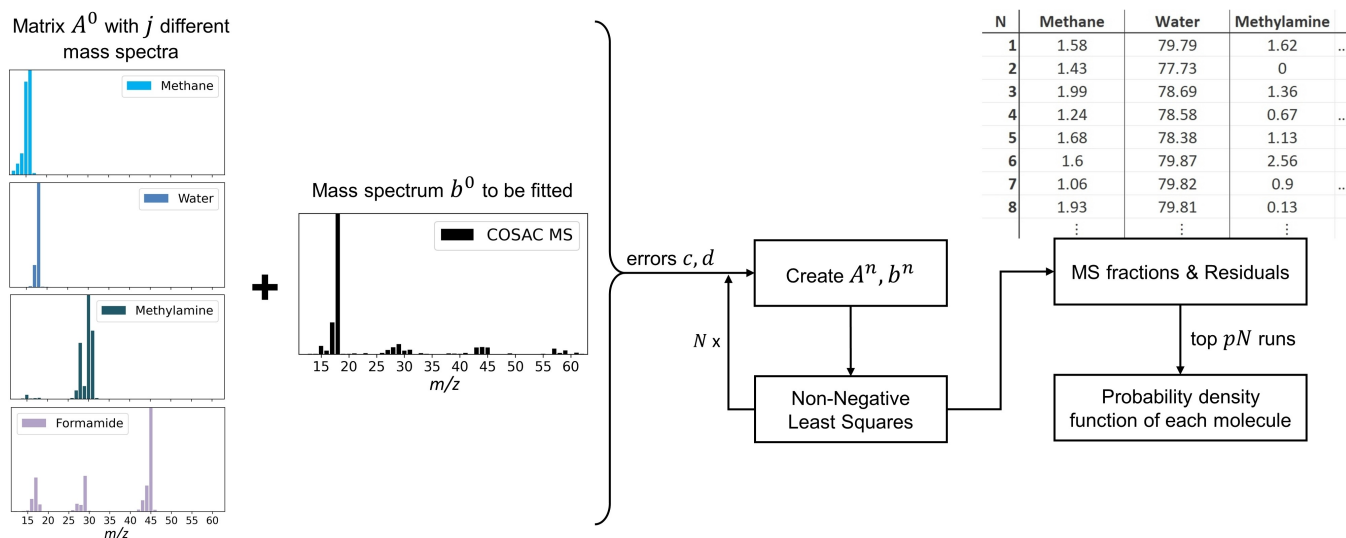 Matrix A⁰ with j different
mass spectra
Methane
Water
Methylamine
Formamide
15 20 25 30 35 40 45 50 55 60
m/z
+
Mass spectrum b⁰ to be fitted
COSAC MS
15 20 25 30 35 40 45 50 55 60
m/z
errors c, d
Create Aⁿ, bⁿ
N x
Non-Negative
Least Squares
N Methane Water Methylamine
1 1.58 79.79 1.62 ..
2 1.43 77.73 0
3 1.99 78.69 1.36
4 1.24 78.58 0.67 ..
5 1.68 78.38 1.13
6 1.6 79.87 2.56
7 1.06 79.82 0.9 ..
8 1.93 79.81 0.13
⋮ ⋮ ⋮
MS fractions & Residuals
top pN runs
Probability density
function of each molecule